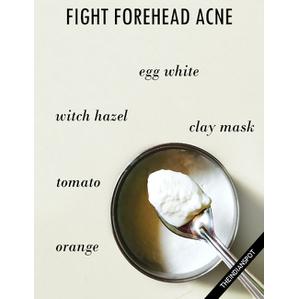 FIGHT FOREHEAD ACNE
egg white
witch hazel
clay mask
tomato
orange
THEINDIANSPOT